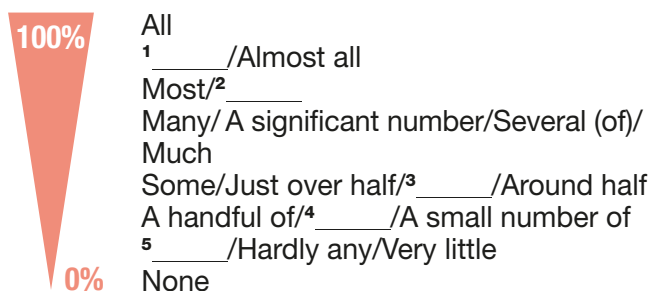 100%
All
¹_____/Almost all
Most/²_____
Many/ A significant number/Several (of)/
Much
Some/Just over half/³_____/Around half
A handful of/⁴_____/A small number of
⁵_____/Hardly any/Very little
0%
None